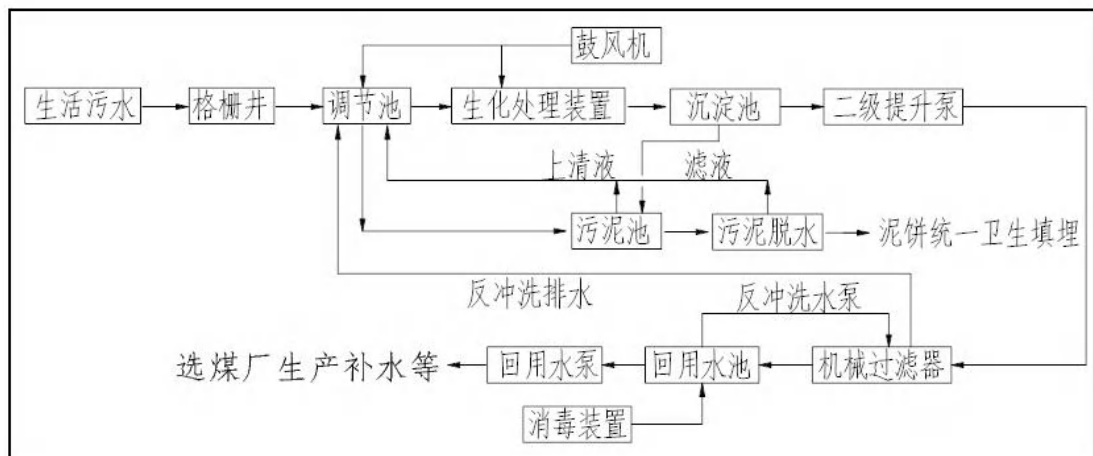 鼓风机
生活污水
格栅井
调节池
生化处理装置
沉淀池
二级提升泵
上清液
滤液
污泥池
污泥脱水
泥饼统一卫生填埋
反冲洗排水
反冲洗水泵
选煤厂生产补水等
回用水泵
回用水池
机械过滤器
消毒装置